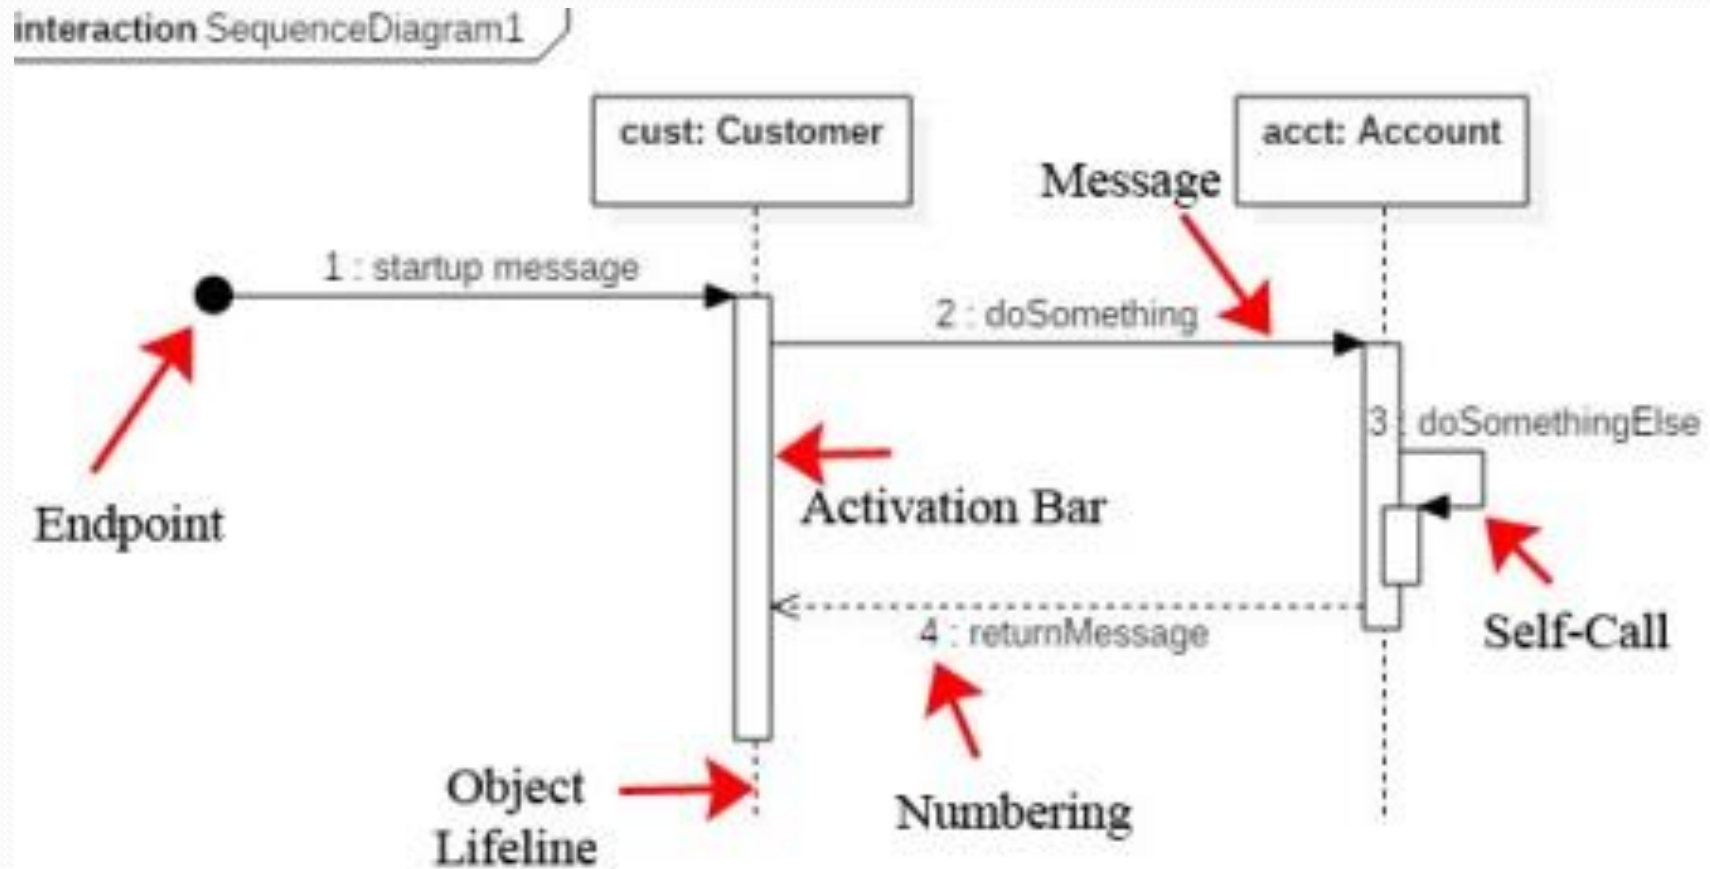 interaction SequenceDiagram1
cust: Customer
acct: Account
Message
1 : startup message
2 : doSomething
3 : doSomethingElse
Endpoint
Activation Bar
4 : returnMessage
Self-Call
Object
Lifeline
Numbering